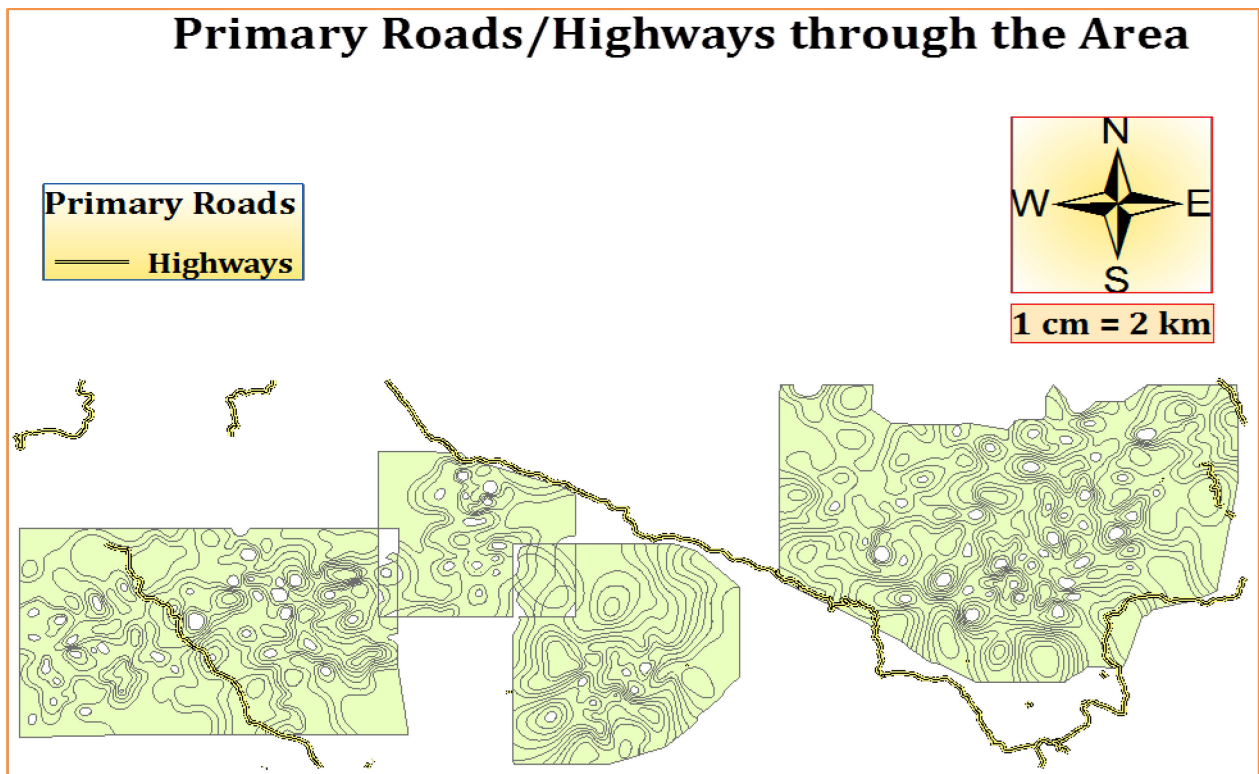 Primary Roads/Highways through the Area
N
W E
S
1 cm = 2 km
Primary Roads
Highways